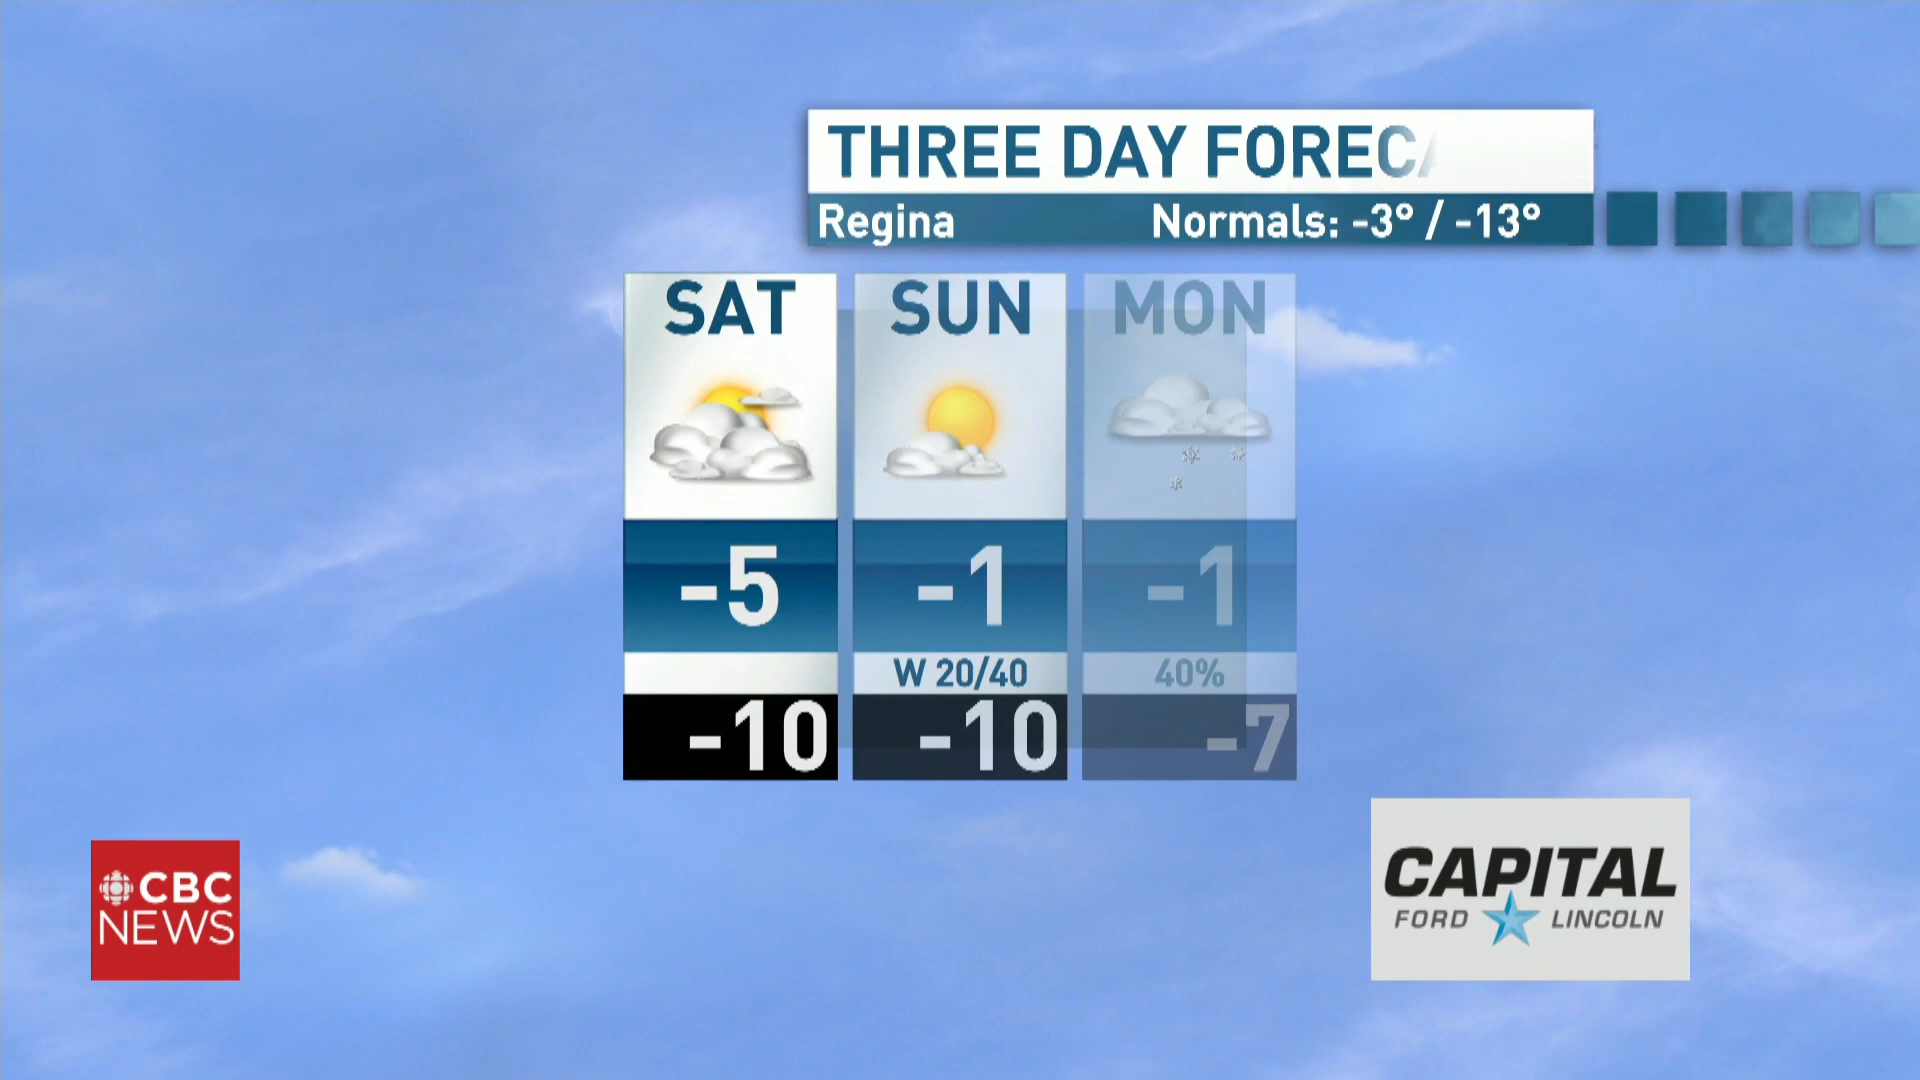 THREE DAY FORECA
Regina Normals: -3° / -13°
SAT SUN MON
-5 -1 -1
W 20/40 40%
-10 -10 -7
CBC
NEWS
CAPITAL
FORD LINCOLN